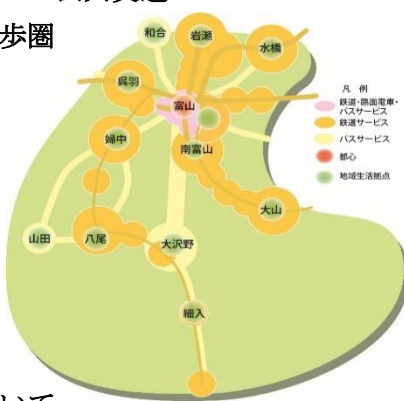 歩圏
和合
岩瀬
水橋
呉羽
富山
婦中
南富山
山田
八尾
大沢野
大山
細入
凡 例
鉄道・路面電車・
バスサービス
鉄道サービス
バスサービス
都心
地域生活拠点
いて